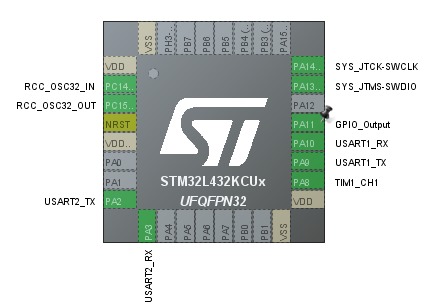 VSS
PH3...
PB7
PB6
PB5
PB4 (...
PB3 (...
PA15...
VDD
PA14...
SYS_JTCK-SWCLK
RCC_OSC32_IN
PC14...
PA13...
SYS_JTMS-SWDIO
RCC_OSC32_OUT
PC15...
PA12
NRST
PA11
GPIO_Output
VDD...
PA10
USART1_RX
PA0
PA9
USART1_TX
STM32L432KCUx
PA1
PA8
TIM1_CH1
UFQFPN32
USART2_TX
PA2
VDD
PA3
PA4
PA5
PA6
PA7
PB0
PB1
VSS
USART2_RX